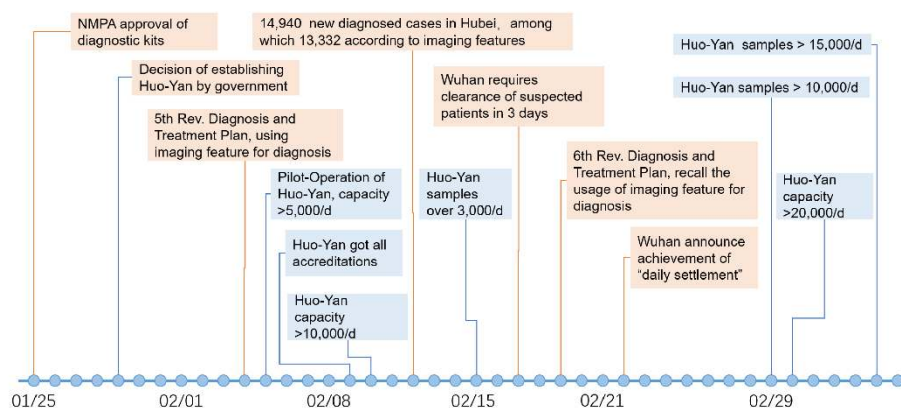 NMPA approval of
diagnostic kits
14,940 new diagnosed cases in Hubei, among
which 13,332 according to imaging features
Huo-Yan samples > 15,000/d
Decision of establishing
Huo-Yan by government
Wuhan requires
clearance of suspected
patients in 3 days
Huo-Yan samples > 10,000/d
5th Rev. Diagnosis and
Treatment Plan, using
imaging feature for diagnosis
6th Rev. Diagnosis and
Treatment Plan, recall the
usage of imaging feature for
diagnosis
Pilot-Operation of
Huo-Yan, capacity
>5,000/d
Huo-Yan
samples
over 3,000/d
Huo-Yan
capacity
>20,000/d
Huo-Yan got all
accreditations
Wuhan announce
achievement of
“daily settlement”
Huo-Yan
capacity
>10,000/d
01/25 02/01 02/08 02/15 02/21 02/29